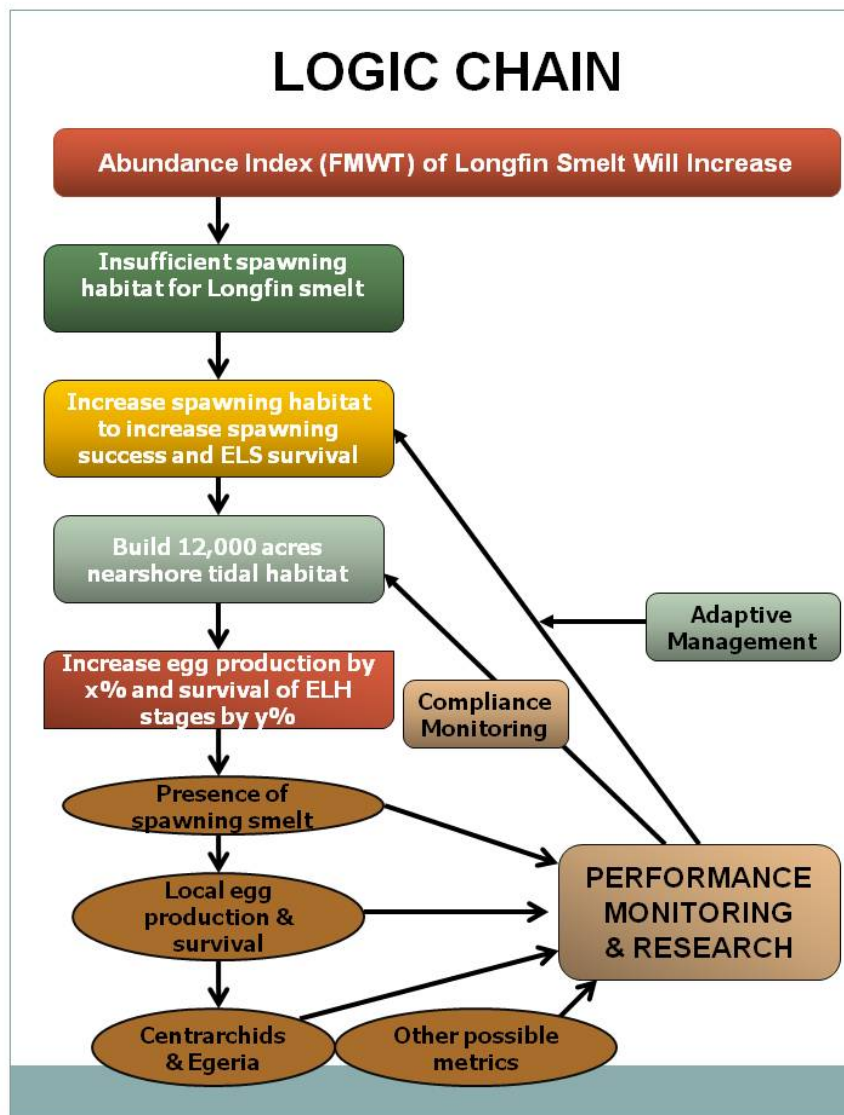 LOGIC CHAIN
Abundance Index (FMWT) of Longfin Smelt Will Increase
Insufficient spawning
habitat for Longfin smelt
Increase spawning habitat
to increase spawning
success and ELS survival
Build 12,000 acres
nearshore tidal habitat
Adaptive
Management
Increase egg production by
x% and survival of ELH
stages by y%
Compliance
Monitoring
Presence of
spawning smelt
Local egg
production &
survival
PERFORMANCE
MONITORING
& RESEARCH
Centrarchids
& Egeria
Other possible
metrics